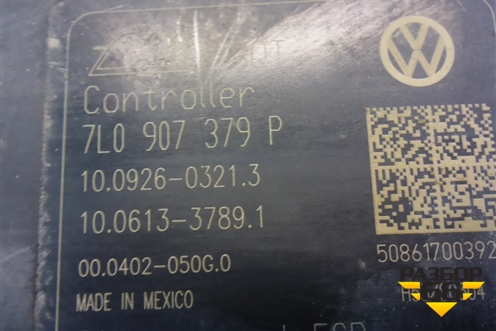 Controller
7L0 907 379 P
10.0926-0321.3
10.0613-3789.1
00.0402-050G.0
MADE IN MEXICO
50861700392
РАЗБОР